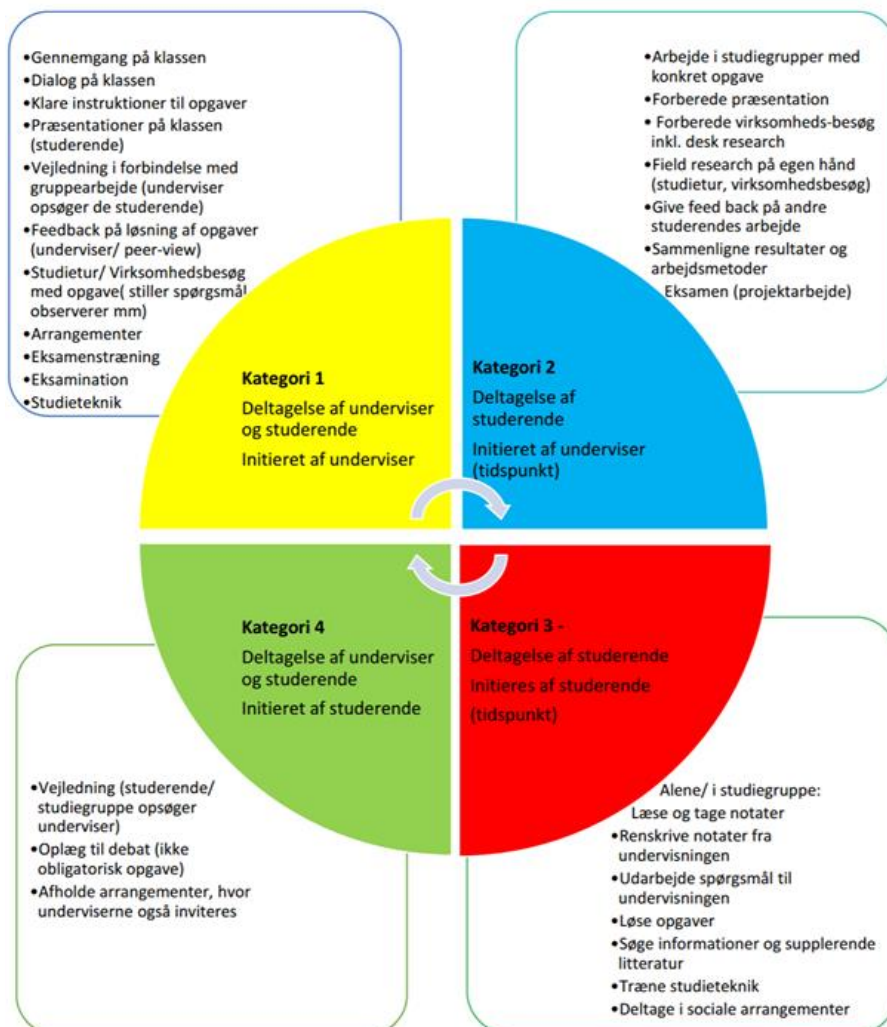 •Gennemgang på klassen
•Dialog på klassen
•Klare instruktioner til opgaver
•Præsentationer på klassen
(studerende)
•Vejledning i forbindelse med
gruppearbejde (underviser
opsøger de studerende)
•Feedback på løsning af opgaver
(underviser/ peer-view)
•Studietur/ Virksomhedsbesøg
med opgave( stiller spørgsmål
observerer mm)
•Arrangementer
•Eksamenstræning
•Eksamination
•Studieteknik
•Arbejde i studiegrupper med
konkret opgave
•Forberede præsentation
• Forberede virksomheds-besøg
inkl. desk research
•Field research på egen hånd
(studietur, virksomhedsbesøg)
•Give feed back på andre
studerendes arbejde
•Sammenligne resultater og
arbejdsmetoder
Eksamen (projektarbejde)
Kategori 1
Deltagelse af underviser
og studerende
Initieret af underviser
Kategori 2
Deltagelse af
studerende
Initieret af underviser
(tidspunkt)
Kategori 4
Deltagelse af underviser
og studerende
Initieret af studerende
Kategori 3 -
Deltagelse af studerende
Initieres af studerende
(tidspunkt)
•Vejledning (studerende/
studiegruppe opsøger
underviser)
•Oplæg til debat (ikke
obligatorisk opgave)
•Afholde arrangementer, hvor
underviserne også inviteres
Alene/ i studiegruppe:
Læse og tage notater
•Renskrive notater fra
undervisningen
•Udarbejde spørgsmål til
undervisningen
•Løse opgaver
•Søge informationer og supplerende
litteratur
•Træne studieteknik
•Deltage i sociale arrangementer